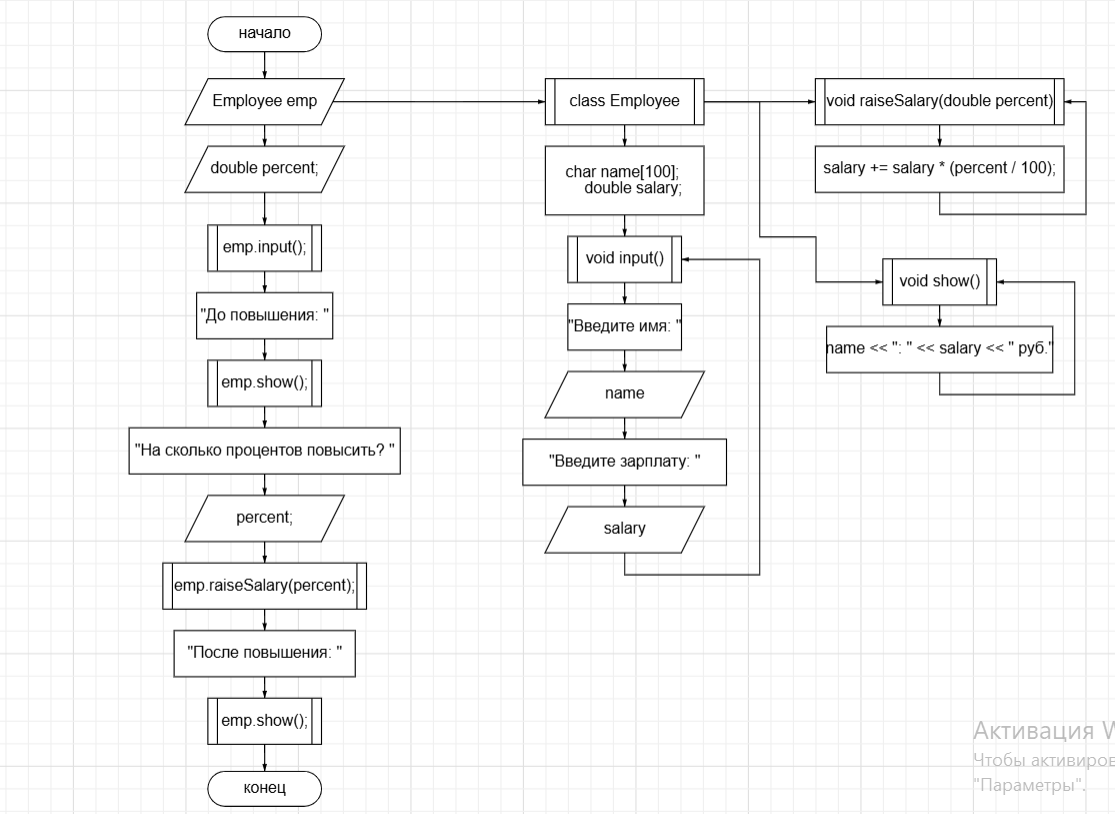 начало
Employee emp
double percent;
emp.input();
"До повышения: "
emp.show();
"На сколько процентов повысить? "
percent;
emp.raiseSalary(percent);
"После повышения: "
emp.show();
конец
class Employee
char name[100];
double salary;
void input()
"Введите имя: "
name
"Введите зарплату: "
salary
void raiseSalary(double percent)
salary += salary * (percent / 100);
void show()
name << ": " << salary << " руб."
Активация W
Чтобы активиров
"Параметры".